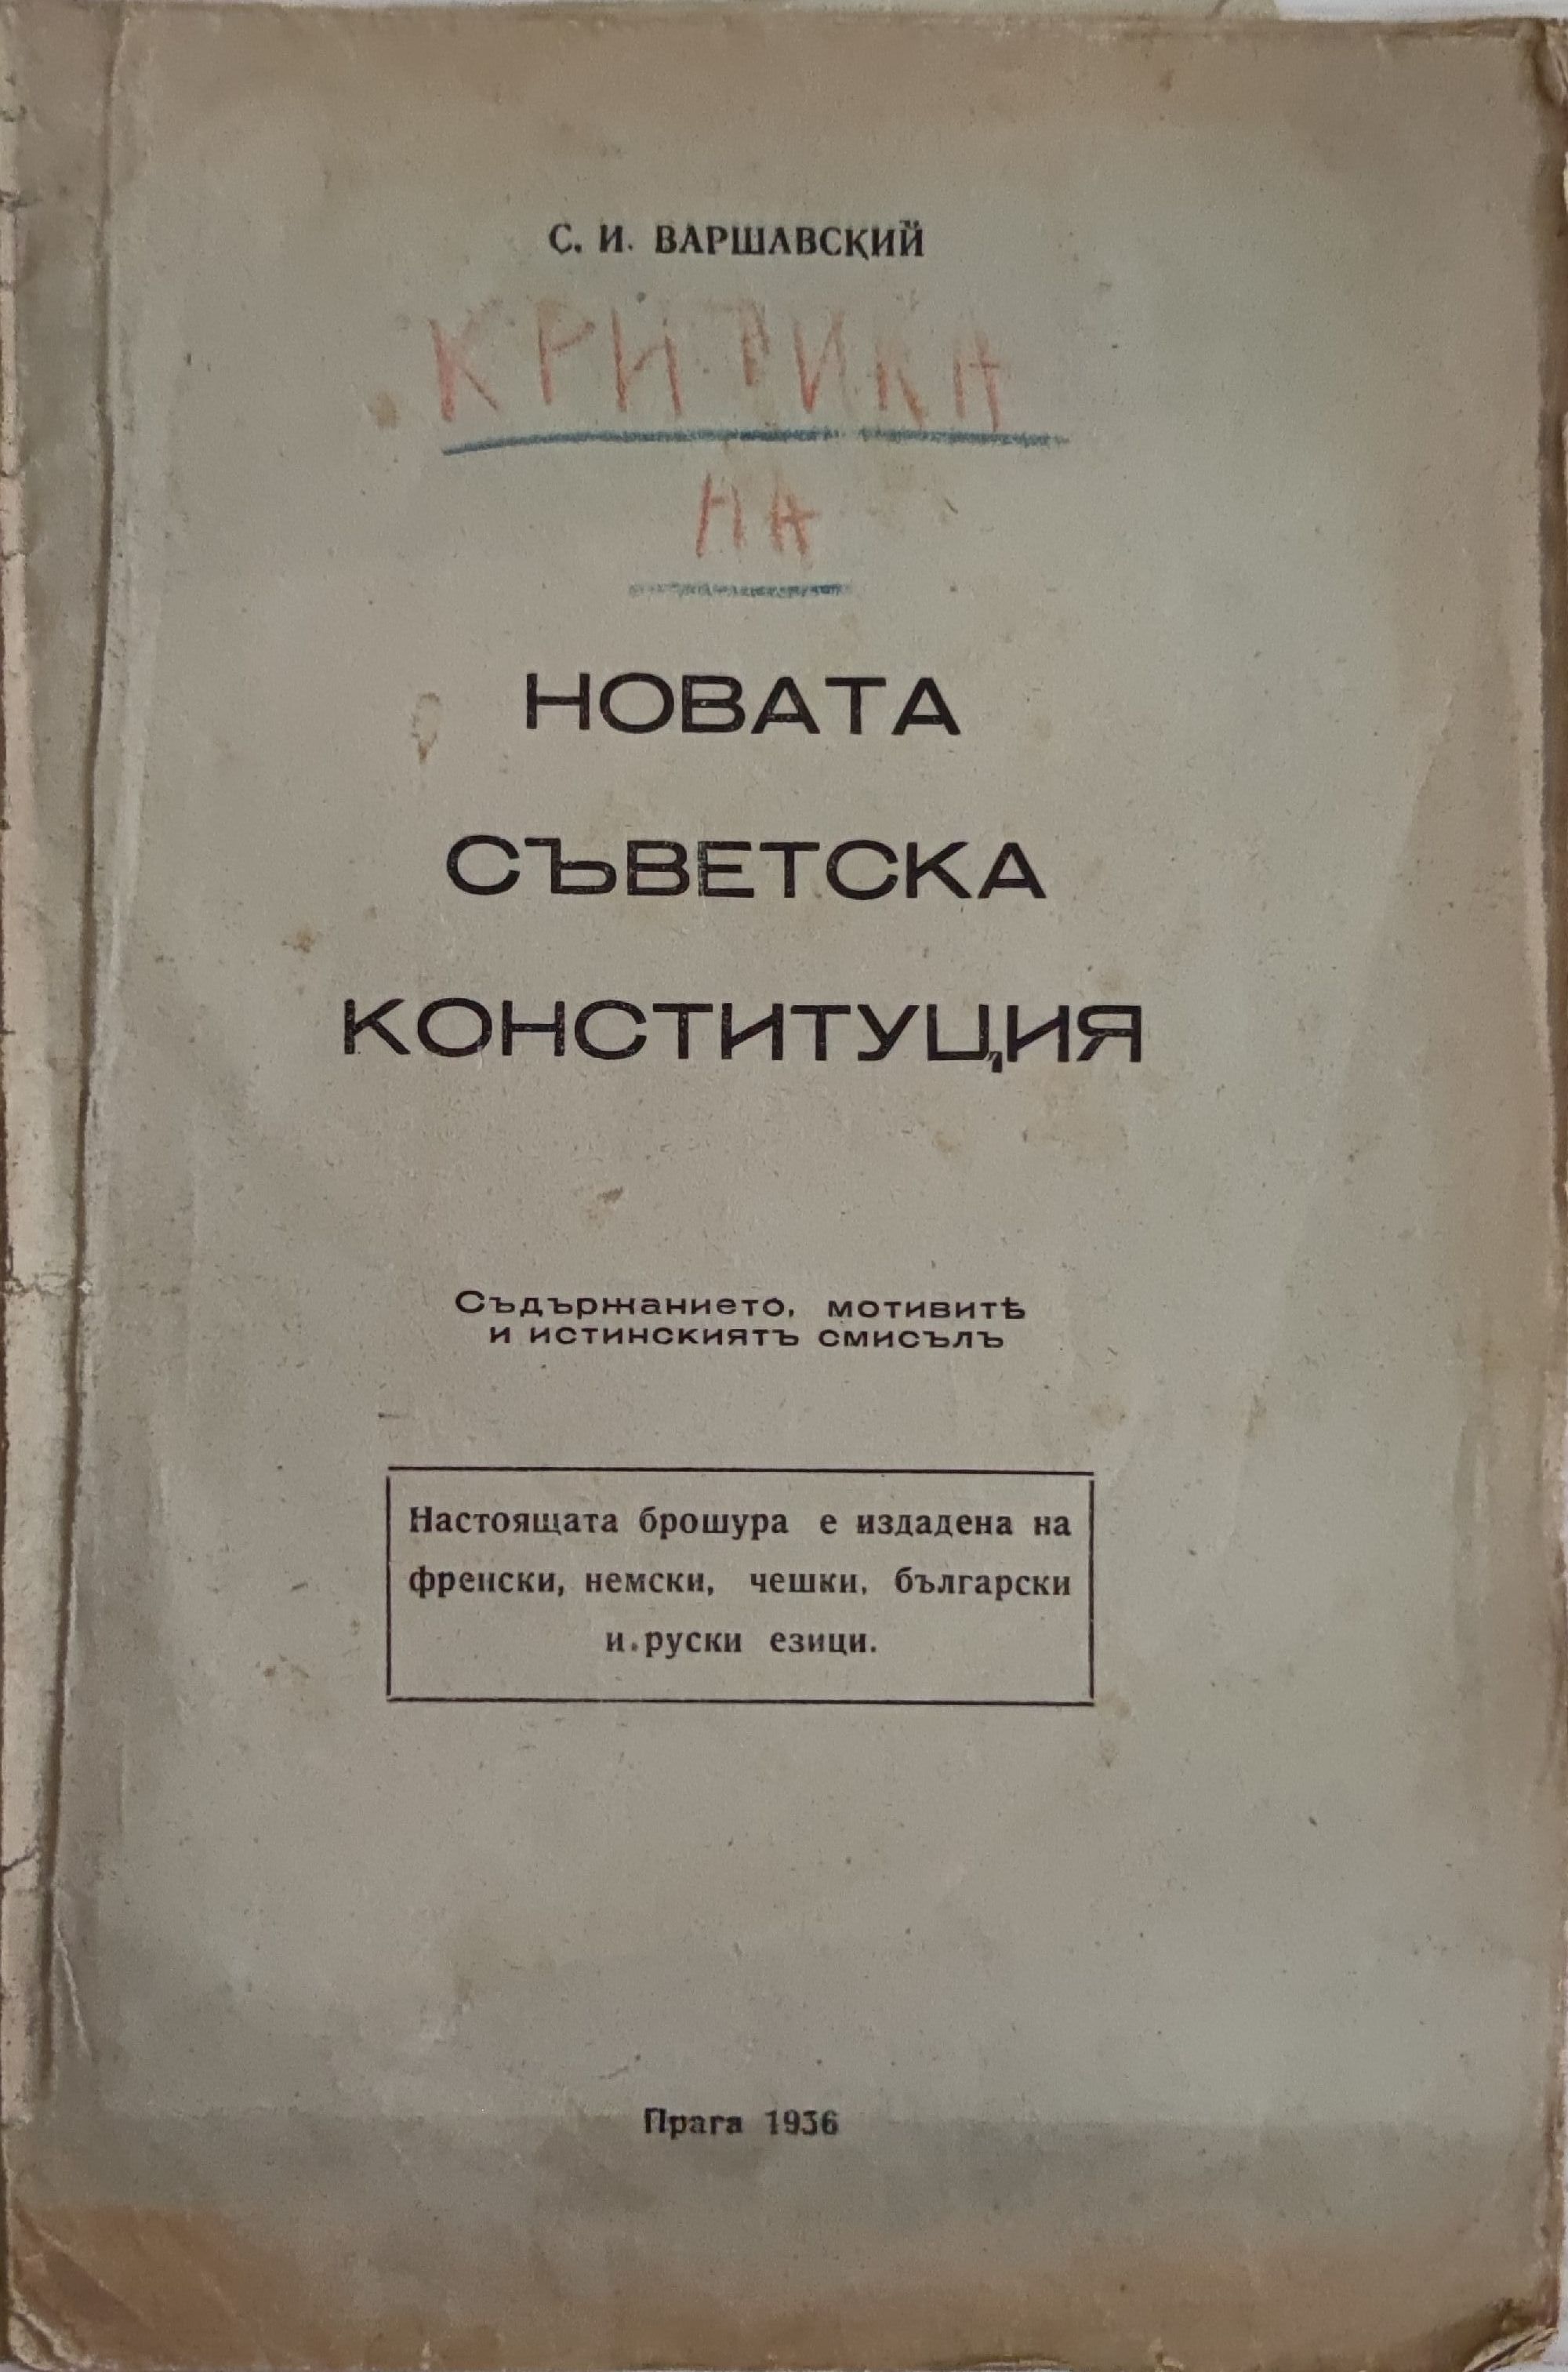 С. И. ВАРШАВСКИЙ
КРИТИКА
НА
НОВАТА
СЪВЕТСКА
КОНСТИТУЦИЯ
Съдържанието, мотивитѣ
и истинскиятъ смисълъ
Настоящата брошура е издадена на
френски, немски, чешки, български
и руски езици.
Прага 1936